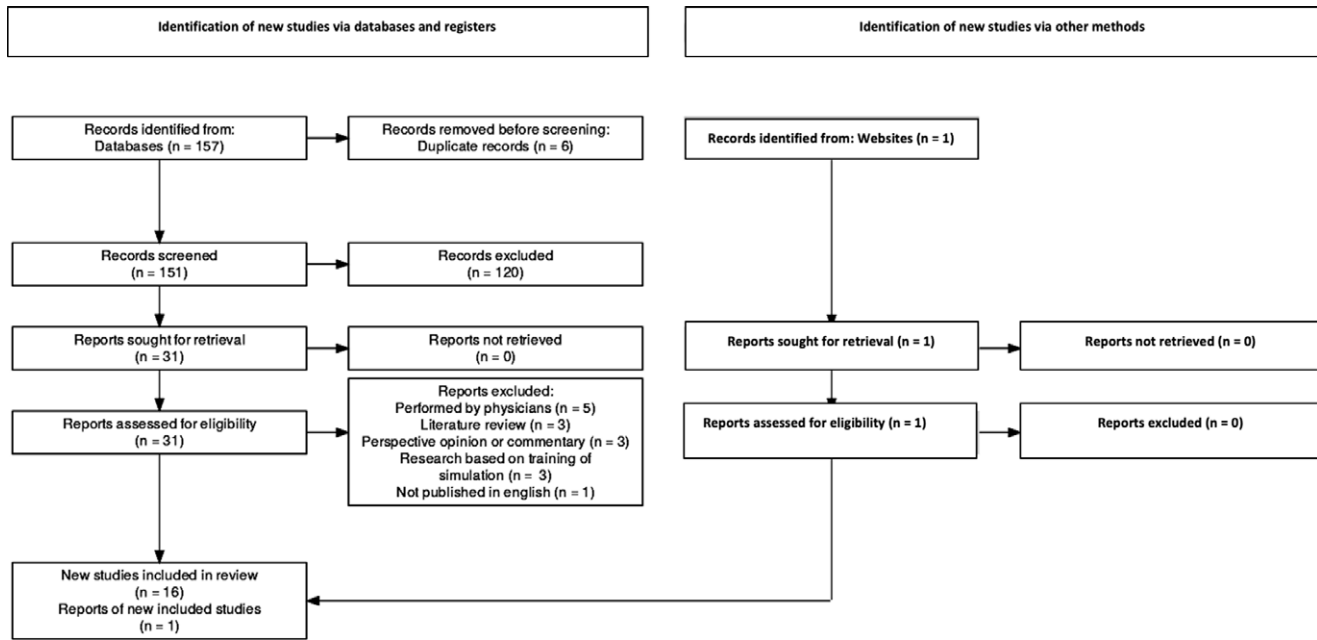 Identification of new studies via databases and registers
Identification of new studies via other methods
Records identified from:
Databases (n = 157)
Records removed before screening:
Duplicate records (n = 6)
Records identified from: Websites (n = 1)
Records screened
(n = 151)
Records excluded
(n = 120)
Reports sought for retrieval
(n = 31)
Reports not retrieved
(n = 0)
Reports sought for retrieval (n = 1)
Reports not retrieved (n = 0)
Reports assessed for eligibility
(n = 31)
Reports excluded:
Performed by physicians (n = 5)
Literature review (n = 3)
Perspective opinion or commentary (n = 3)
Research based on training of
simulation (n = 3)
Not published in english (n = 1)
Reports assessed for eligibility (n = 1)
Reports excluded (n = 0)
New studies included in review
(n = 16)
Reports of new included studies
(n = 1)